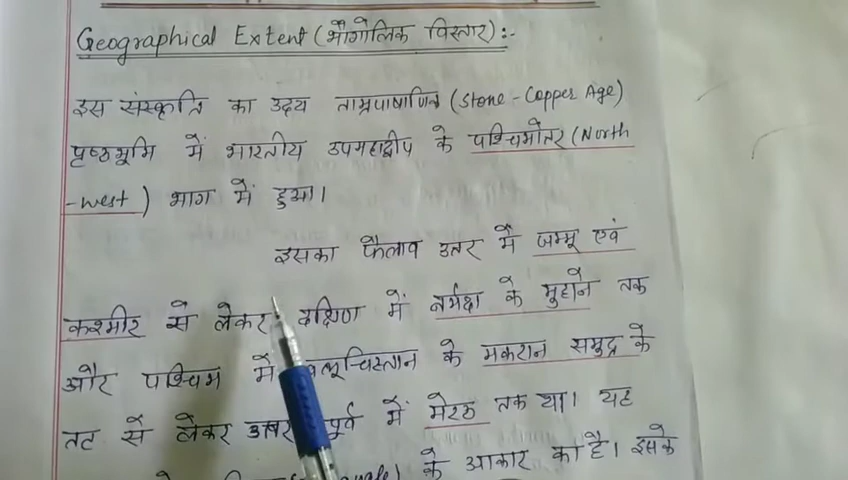 Geographical Extent (भौगोलिक विस्तार):-
इस संस्कृति का उदय ताम्रपाषाणिक (Stone-Copper Age)
पृष्ठभूमि में भारतीय उपमहाद्वीप के पश्चिमोतर (North
-west) भाग में हुआ।
इसका फैलाव उतर में जम्मू एवं
कश्मीर से लेकर दक्षिण में नर्मदा के मुहाने तक
और पश्चिम में बलूचिस्तान के मकरान समुद्र के
तट से लेकर उत्तर पूर्व में मेरठ तक था। यह
के आकार का है। इसके